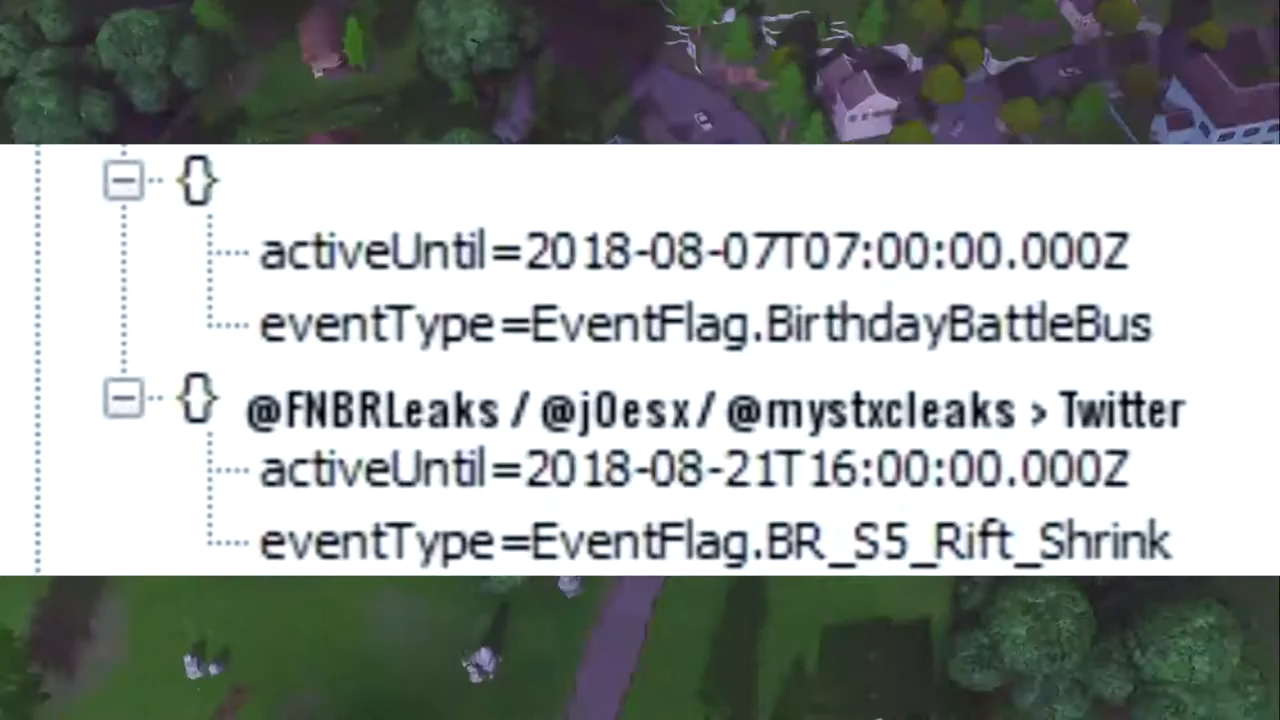 {}
activeUntil=2018-08-07T07:00:00.000Z
eventType=EventFlag.BirthdayBattleBus
{}
@FNBRLeaks / @j0esx / @mystxcleaks > Twitter
activeUntil=2018-08-21T16:00:00.000Z
eventType=EventFlag.BR_S5_Rift_Shrink